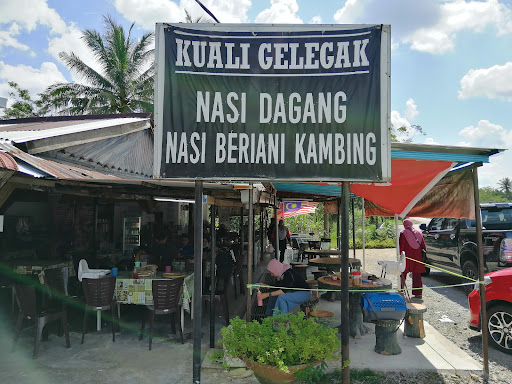 KUALI GELEGAK
NASI DAGANG
NASI BERIANI KAMBING